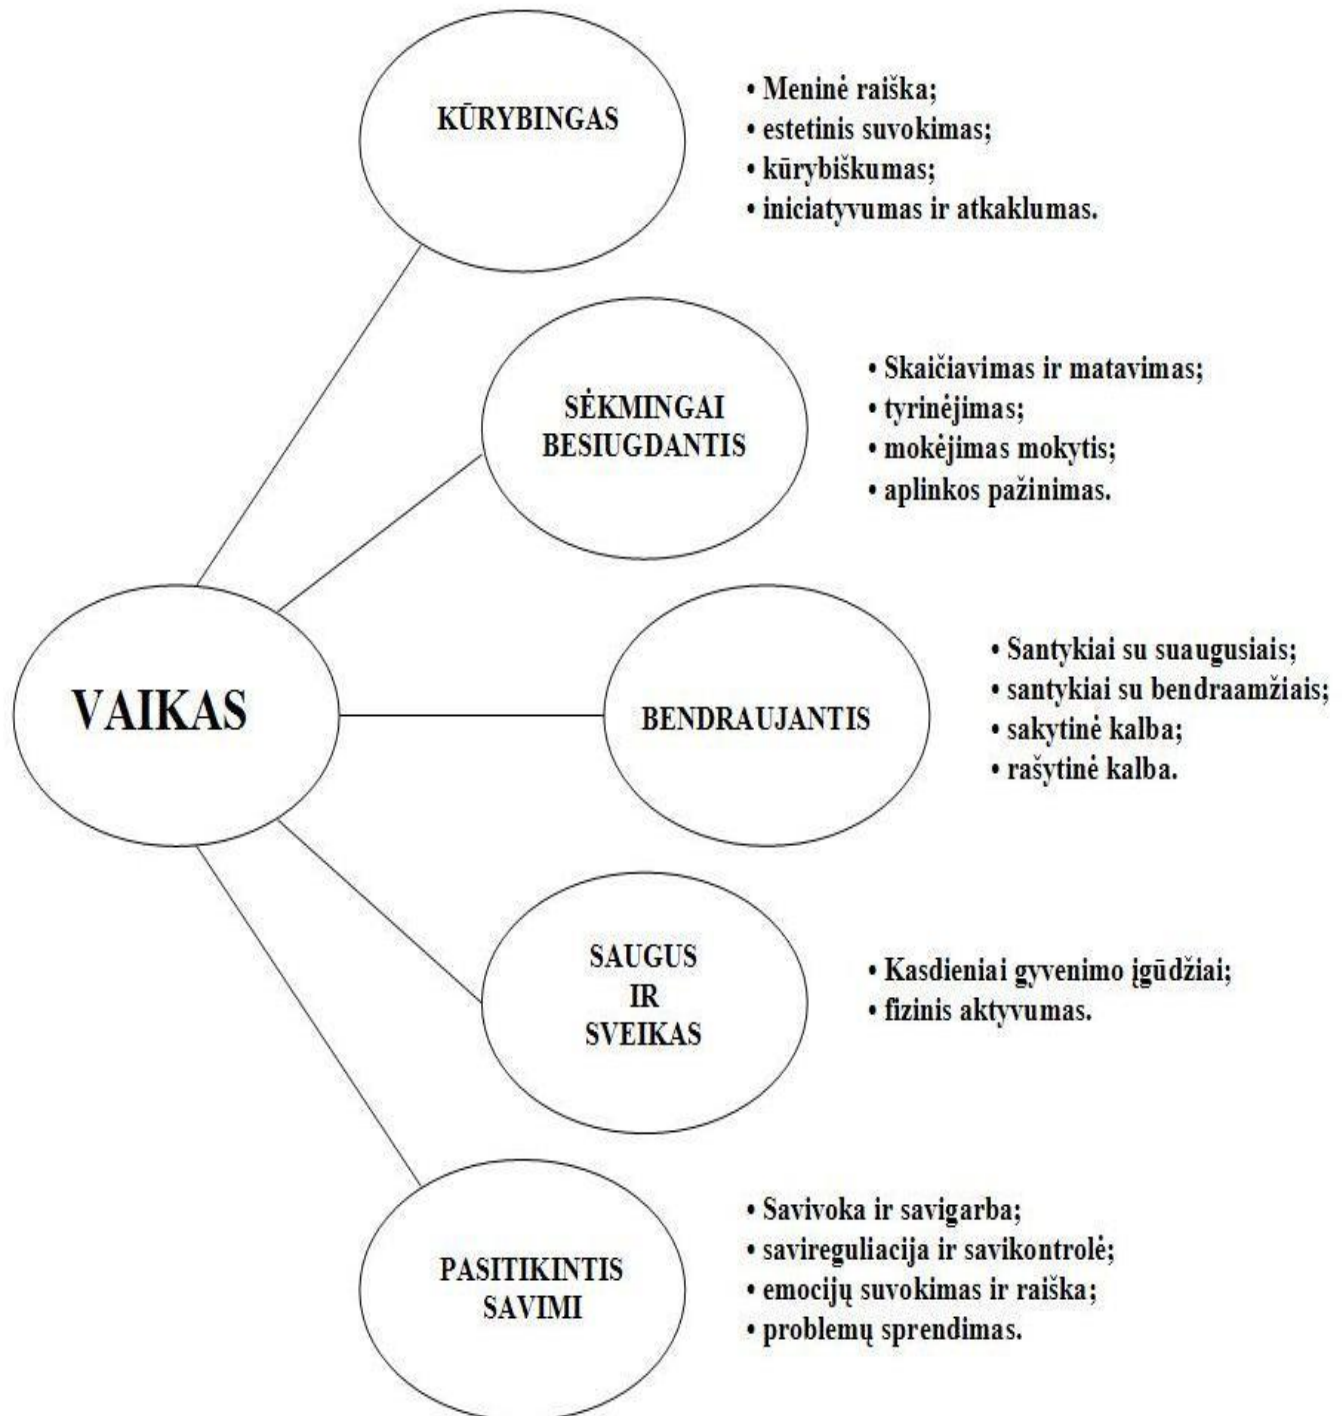 KŪRYBINGAS
• Meninė raiška;
• estetinis suvokimas;
• kūrybiškumas;
• iniciatyvumas ir atkaklumas.
SĖKMINGAI
BESIUGDANTIS
• Skaičiavimas ir matavimas;
• tyrinėjimas;
• mokėjimas mokytis;
• aplinkos pažinimas.
VAIKAS
BENDRAUJANTIS
• Santykiai su suaugusiais;
• santykiai su bendraamžiais;
• sakytinė kalba;
• rašytinė kalba.
SAUGUS
IR
SVEIKAS
• Kasdieniai gyvenimo įgūdžiai;
• fizinis aktyvumas.
PASITIKINTIS
SAVIMI
• Savivoka ir savigarba;
• savireguliacija ir savikontrolė;
• emocijų suvokimas ir raiška;
• problemų sprendimas.